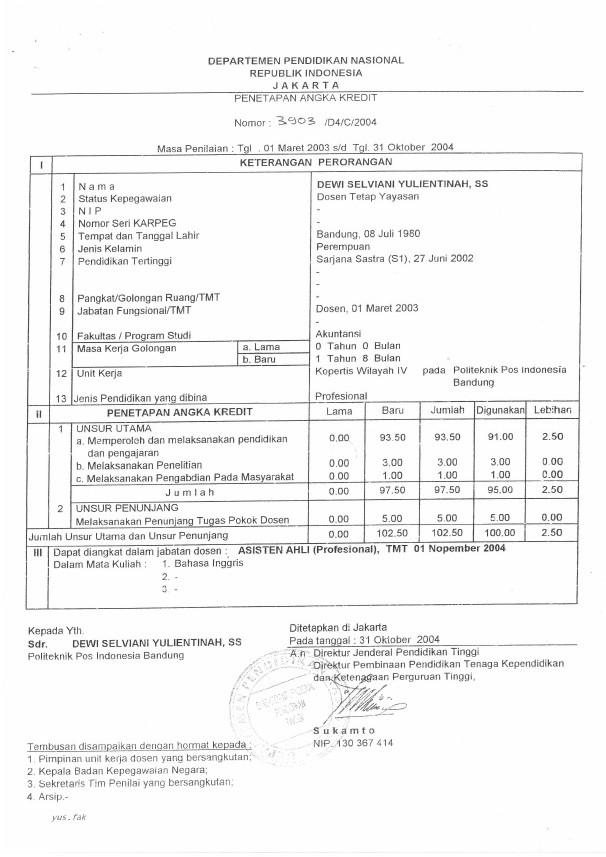 DEPARTEMEN PENDIDIKAN NASIONAL
REPUBLIK INDONESIA
J A K A R T A
PENETAPAN ANGKA KREDIT
Nomor : 3903 /D4/C/2004
Masa Penilaian : Tgl . 01 Maret 2003 s/d Tgl. 31 Oktober 2004
I KETERANGAN PERORANGAN
1 N a m a DEWI SELVIANI YULIENTINAH, SS
2 Status Kepegawaian Dosen Tetap Yayasan
3 N I P -
4 Nomor Seri KARPEG -
5 Tempat dan Tanggal Lahir Bandung, 08 Juli 1980
6 Jenis Kelamin Perempuan
7 Pendidikan Tertinggi Sarjana Sastra (S1), 27 Juni 2002
-
-
8 Pangkat/Golongan Ruang/TMT -
9 Jabatan Fungsional/TMT Dosen, 01 Maret 2003
-
10 Fakultas / Program Studi Akuntansi
11 Masa Kerja Golongan a. Lama 0 Tahun 0 Bulan
b. Baru 1 Tahun 8 Bulan
12 Unit Kerja Kopertis Wilayah IV pada Politeknik Pos Indonesia
Bandung
13 Jenis Pendidikan yang dibina Profesional
II PENETAPAN ANGKA KREDIT Lama Baru Jumlah Digunakan Lebihan
1 UNSUR UTAMA
a. Memperoleh dan melaksanakan pendidikan 0.00 93.50 93.50 91.00 2.50
dan pengajaran
b. Melaksanakan Penelitian 0.00 3.00 3.00 3.00 0.00
c. Melaksanakan Pengabdian Pada Masyarakat 0.00 1.00 1.00 1.00 0.00
J u m l a h 0.00 97.50 97.50 95.00 2.50
2 UNSUR PENUNJANG
Melaksanakan Penunjang Tugas Pokok Dosen 0.00 5.00 5.00 5.00 0.00
Jumlah Unsur Utama dan Unsur Penunjang 0.00 102.50 102.50 100.00 2.50
III Dapat diangkat dalam jabatan dosen : ASISTEN AHLI (Profesional), TMT 01 Nopember 2004
Dalam Mata Kuliah : 1. Bahasa Inggris
2. -
3. -
Kepada Yth.
Sdr. DEWI SELVIANI YULIENTINAH, SS
Politeknik Pos Indonesia Bandung
Ditetapkan di Jakarta
Pada tanggal : 31 Oktober 2004
A.n Direktur Jenderal Pendidikan Tinggi
Direktur Pembinaan Pendidikan Tenaga Kependidikan
dan Ketenagaan Perguruan Tinggi,
S u k a m t o
NIP. 130 367 414
Tembusan disampaikan dengan hormat kepada :
1. Pimpinan unit kerja dosen yang bersangkutan;
2. Kepala Badan Kepegawaian Negara;
3. Sekretaris Tim Penilai yang bersangkutan;
4. Arsip.-
yus.fak